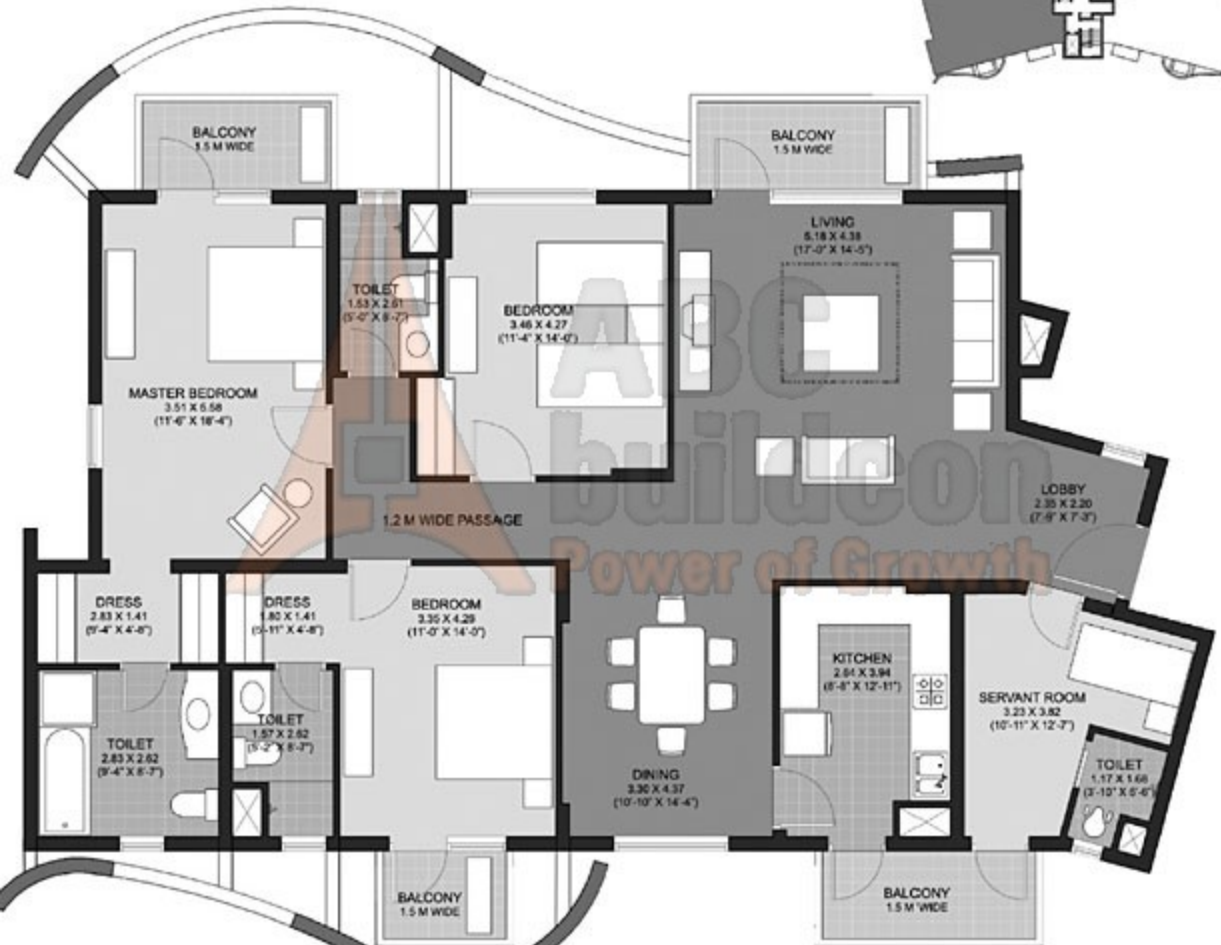 BALCONY
1.5 M WIDE
BALCONY
1.5 M WIDE
LIVING
5.18 X 4.39
(17'-0" X 14'-5")
TOILET
1.53 X 2.61
(5'-0" X 8'-7")
BEDROOM
3.46 X 4.27
(11'-4" X 14'-0")
ABC
buildcon
Power of Growth
MASTER BEDROOM
3.51 X 5.58
(11'-6" X 18'-4")
LOBBY
2.35 X 2.20
(7'-9" X 7'-3")
1.2 M WIDE PASSAGE
DRESS
2.83 X 1.41
(9'-4" X 4'-8")
DRESS
1.80 X 1.41
(5'-11" X 4'-8")
BEDROOM
3.35 X 4.29
(11'-0" X 14'-0")
KITCHEN
2.64 X 3.94
(8'-8" X 12'-11")
SERVANT ROOM
3.23 X 3.82
(10'-11" X 12'-7")
TOILET
2.83 X 2.62
(9'-4" X 8'-7")
TOILET
1.57 X 2.62
(5'-2" X 8'-7")
DINING
3.30 X 4.37
(10'-10" X 14'-4")
TOILET
1.17 X 1.68
(3'-10" X 5'-6")
BALCONY
1.5 M WIDE
BALCONY
1.5 M WIDE